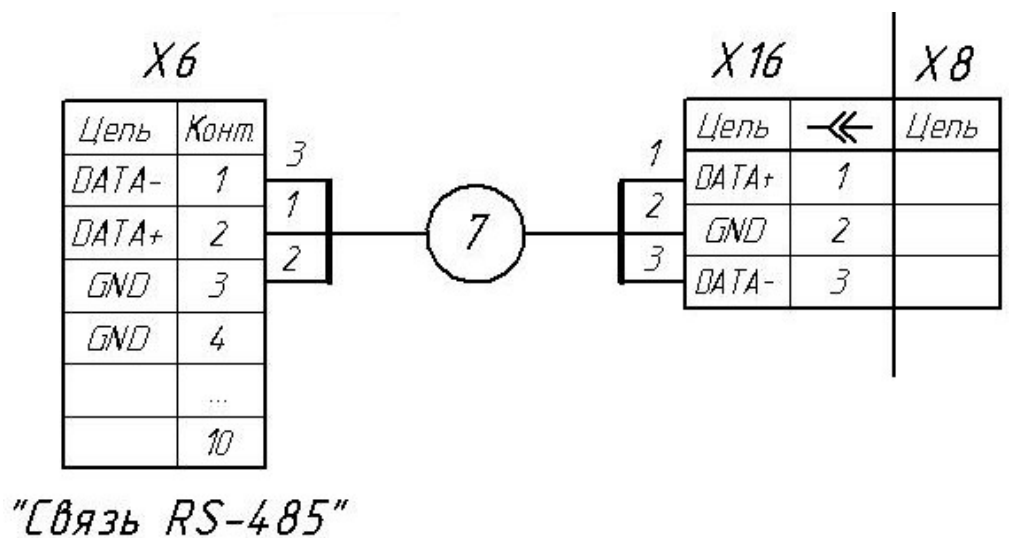 X6 X16 X8
Цепь Конт. Цепь Цепь
DATA- 1 3 1 DATA+ 1
DATA+ 2 1 7 2 GND 2
GND 3 2 3 DATA- 3
GND 4
...
10
"Связь RS-485"